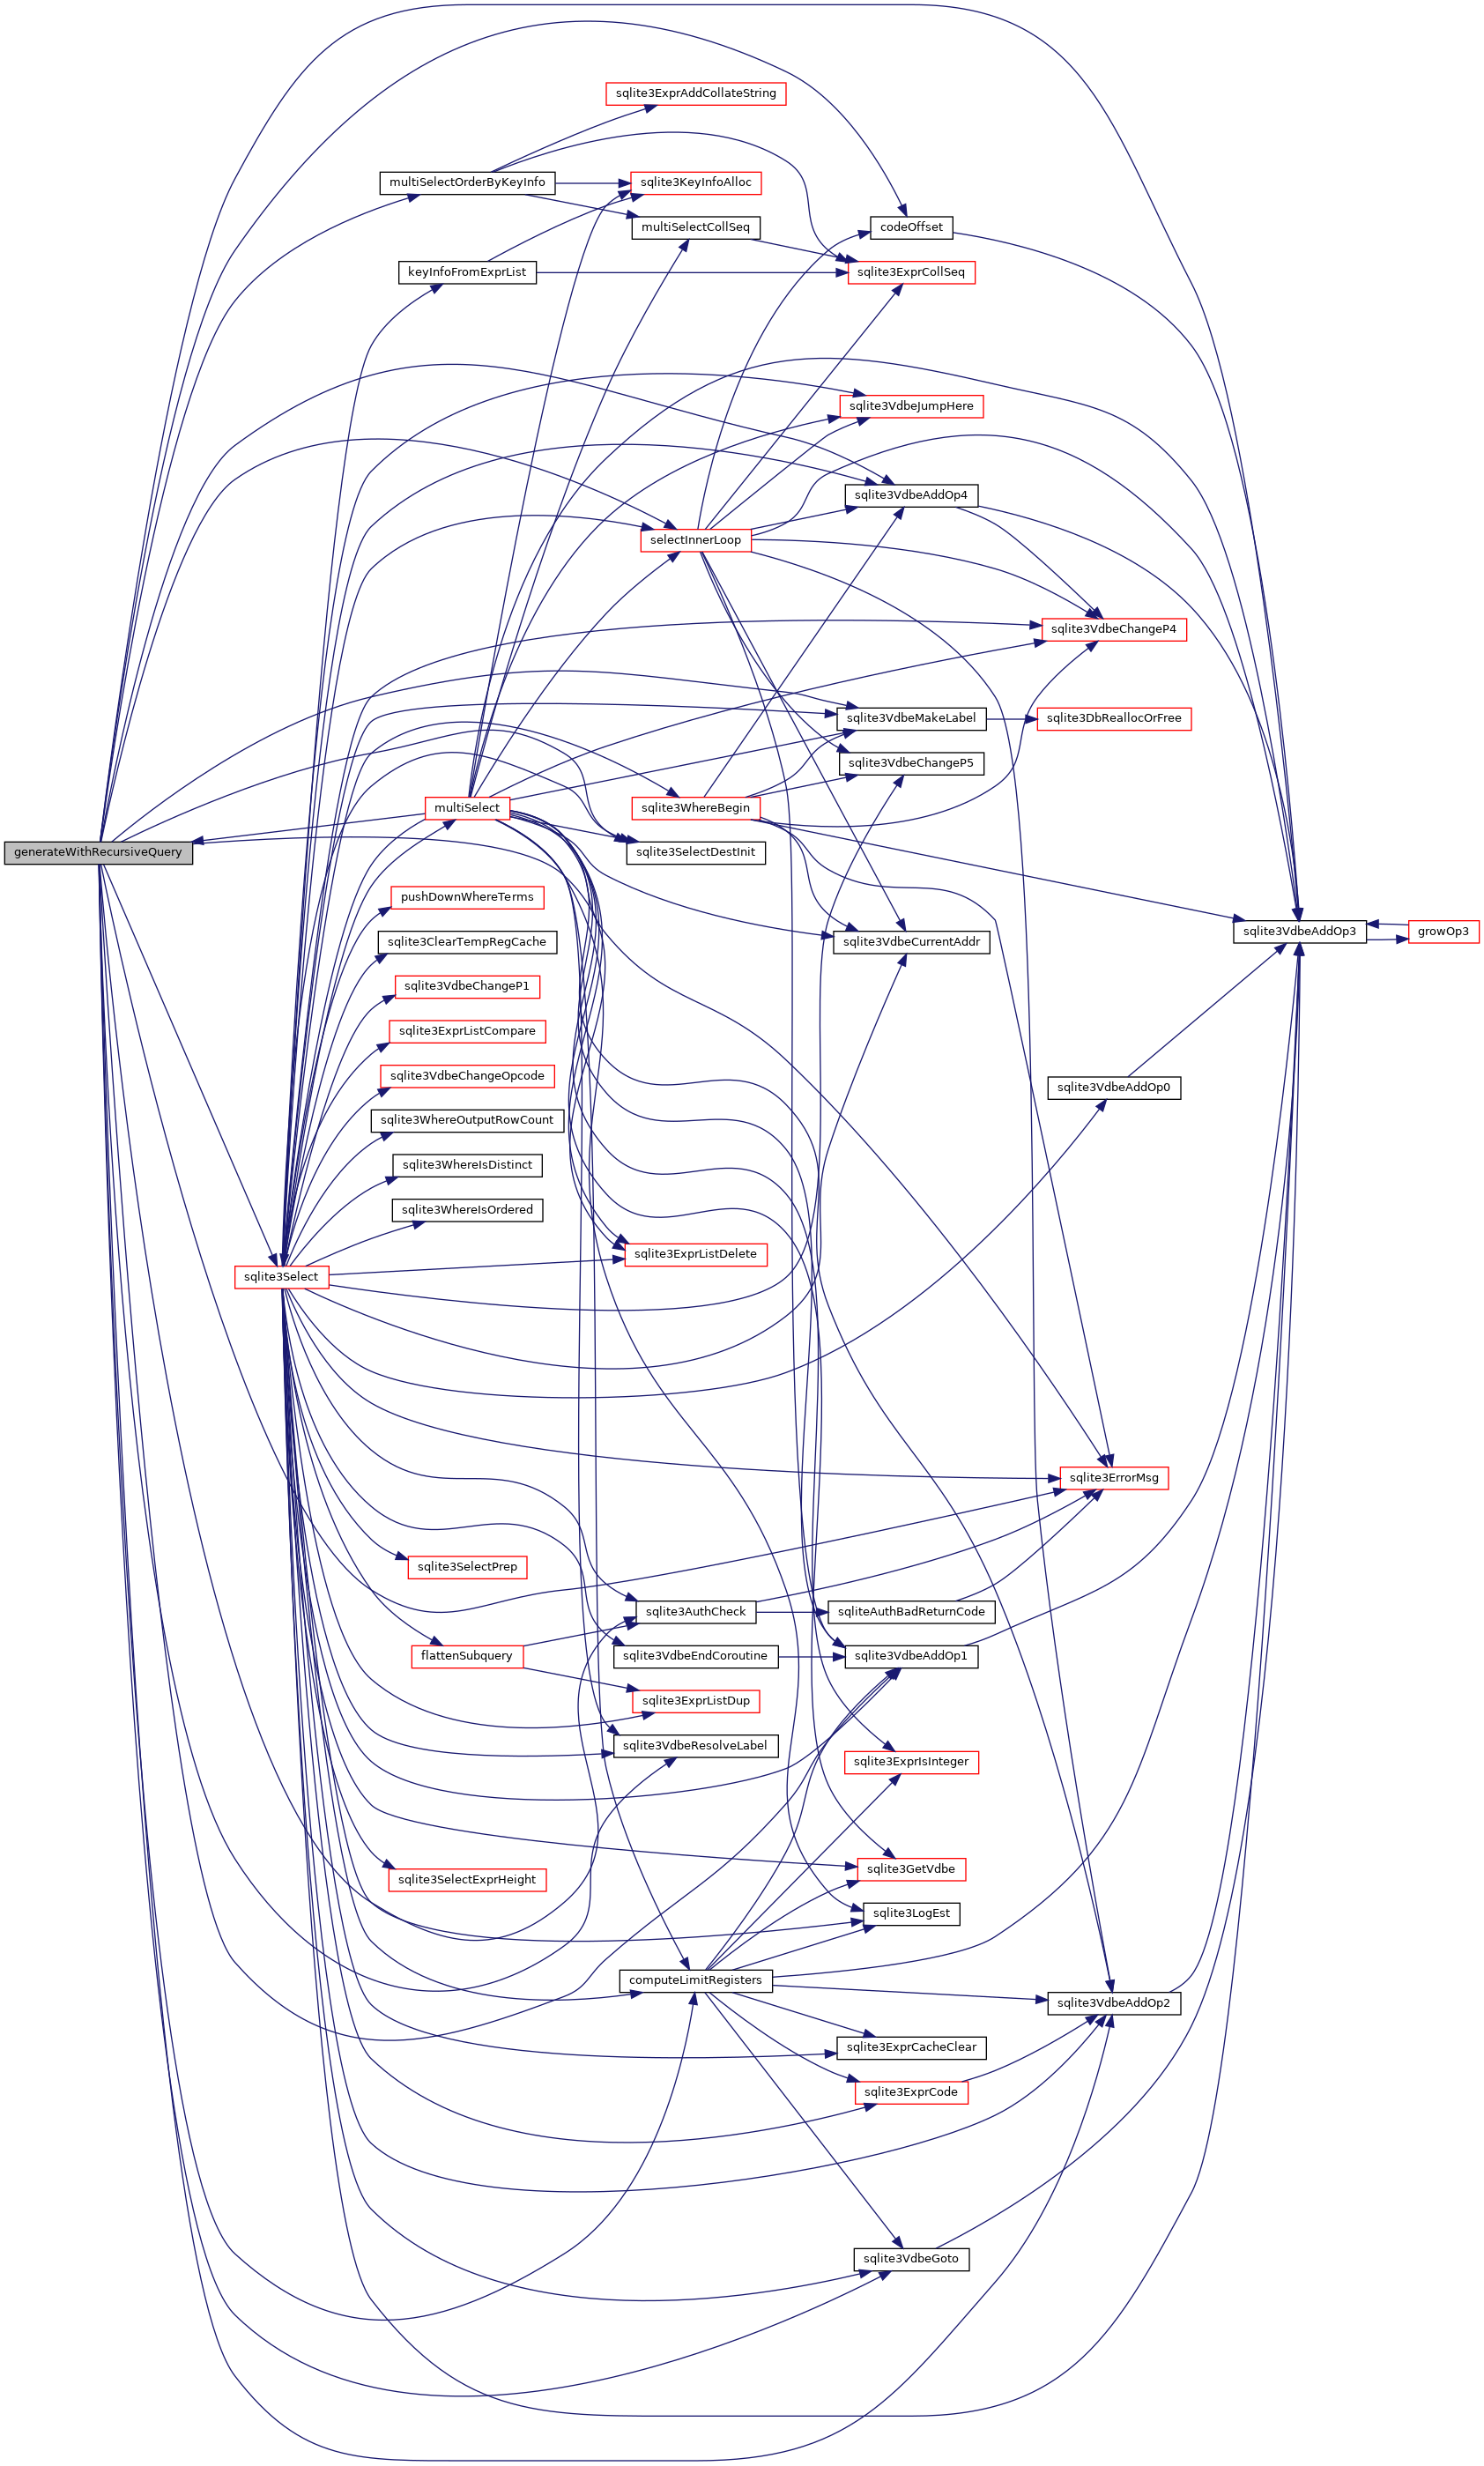 sqlite3ExprAddCollateString
multiSelectOrderByKeyInfo
sqlite3KeyInfoAlloc
multiSelectCollSeq
codeOffset
keyInfoFromExprList
sqlite3ExprCollSeq
sqlite3VdbeJumpHere
sqlite3VdbeAddOp4
selectInnerLoop
sqlite3VdbeChangeP4
sqlite3VdbeMakeLabel
sqlite3DbReallocOrFree
sqlite3VdbeChangeP5
multiSelect
sqlite3WhereBegin
generateWithRecursiveQuery
sqlite3SelectDestInit
pushDownWhereTerms
sqlite3ClearTempRegCache
sqlite3VdbeCurrentAddr
sqlite3VdbeAddOp3
growOp3
sqlite3VdbeChangeP1
sqlite3ExprListCompare
sqlite3VdbeChangeOpcode
sqlite3VdbeAddOp0
sqlite3WhereOutputRowCount
sqlite3WhereIsDistinct
sqlite3WhereIsOrdered
sqlite3ExprListDelete
sqlite3Select
sqlite3ErrorMsg
sqlite3SelectPrep
sqlite3AuthCheck
sqliteAuthBadReturnCode
flattenSubquery
sqlite3VdbeEndCoroutine
sqlite3VdbeAddOp1
sqlite3ExprListDup
sqlite3VdbeResolveLabel
sqlite3ExprIsInteger
sqlite3SelectExprHeight
sqlite3GetVdbe
sqlite3LogEst
computeLimitRegisters
sqlite3VdbeAddOp2
sqlite3ExprCacheClear
sqlite3ExprCode
sqlite3VdbeGoto